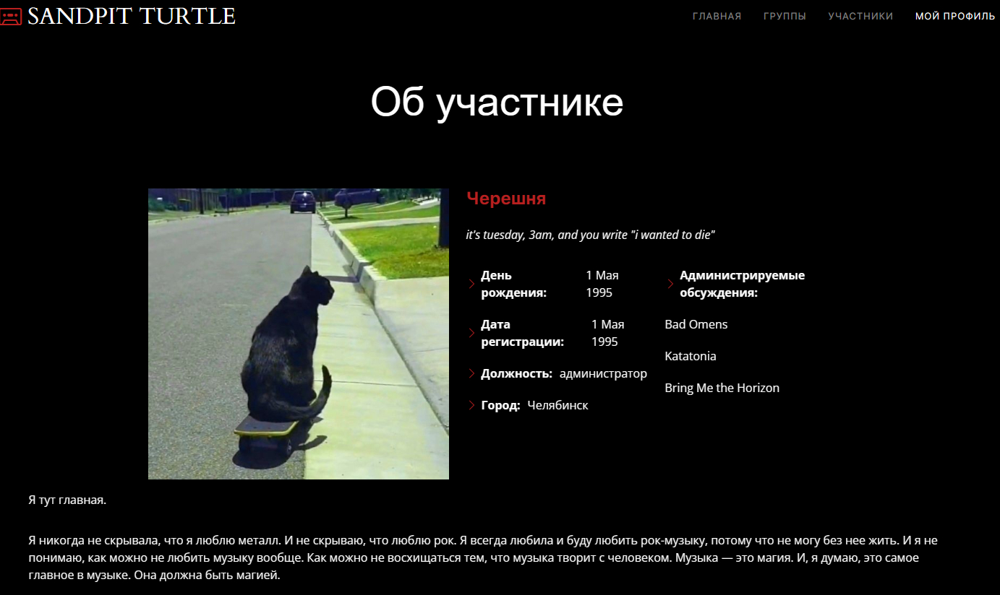 SANDPIT TURTLE
ГЛАВНАЯ ГРУППЫ УЧАСТНИКИ МОЙ ПРОФИЛЬ
Об участнике
Черешня
it's tuesday, 3am, and you write "i wanted to die"
День рождения: 1 Мая 1995
Дата регистрации: 1 Мая 1995
Должность: администратор
Город: Челябинск
Администрируемые обсуждения:
Bad Omens
Katatonia
Bring Me the Horizon
Я тут главная.
Я никогда не скрывала, что я люблю металл. И не скрываю, что люблю рок. Я всегда любила и буду любить рок-музыку, потому что не могу без нее жить. И я не
понимаю, как можно не любить музыку вообще. Как можно не восхищаться тем, что музыка творит с человеком. Музыка — это магия. И, я думаю, это самое
главное в музыке. Она должна быть магией.